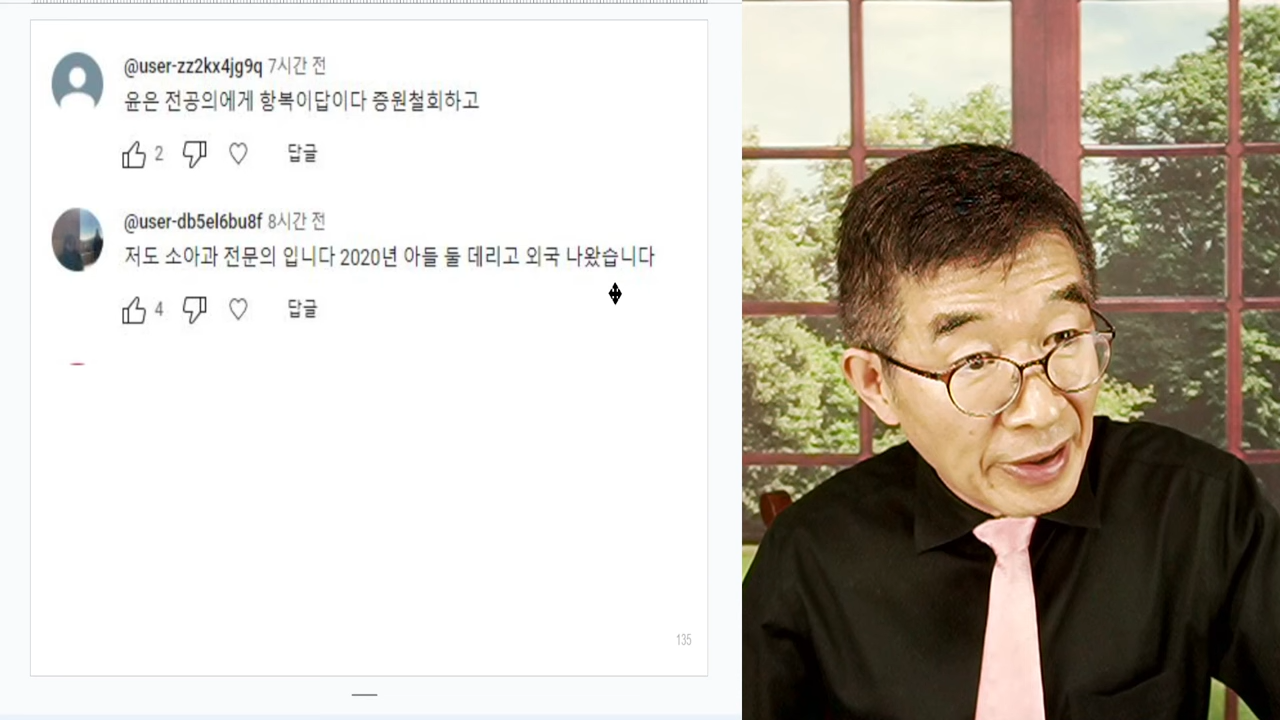 @user-zz2kx4jg9q 7시간 전
윤은 전공의에게 항복이답이다 증원철회하고
2
답글
@user-db5el6bu8f 8시간 전
저도 소아과 전문의 입니다 2020년 아들 둘 데리고 외국 나왔습니다
4
답글
135